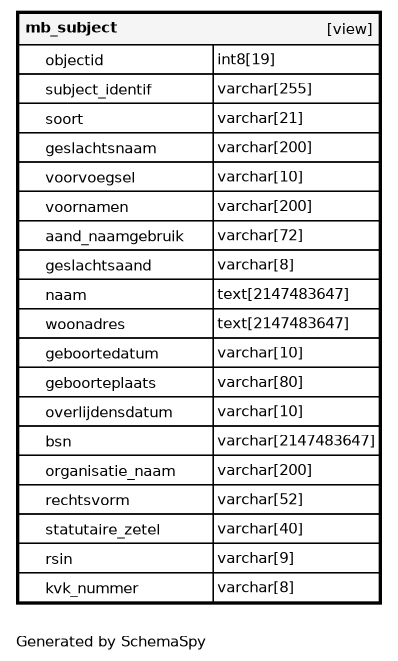 mb_subject [view]
objectid int8[19]
subject_identif varchar[255]
soort varchar[21]
geslachtsnaam varchar[200]
voorvoegsel varchar[10]
voornamen varchar[200]
aand_naamgebruik varchar[72]
geslachtsaand varchar[8]
naam text[2147483647]
woonadres text[2147483647]
geboortedatum varchar[10]
geboorteplaats varchar[80]
overlijdensdatum varchar[10]
bsn varchar[2147483647]
organisatie_naam varchar[200]
rechtsvorm varchar[52]
statutaire_zetel varchar[40]
rsin varchar[9]
kvk_nummer varchar[8]
Generated by SchemaSpy